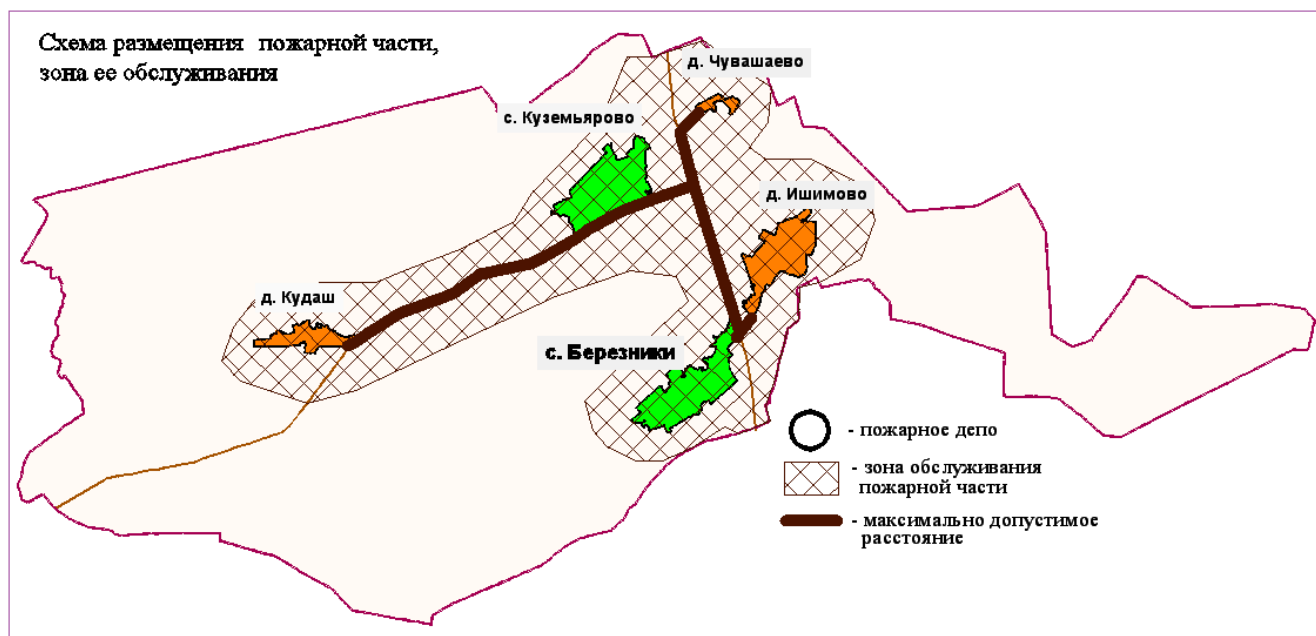 Схема размещения пожарной части,
зона ее обслуживания
д. Чувашаево
с. Куземьярово
д. Ишимово
д. Кудаш
с. Березники
- пожарное депо
- зона обслуживания
пожарной части
- максимально допустимое
расстояние